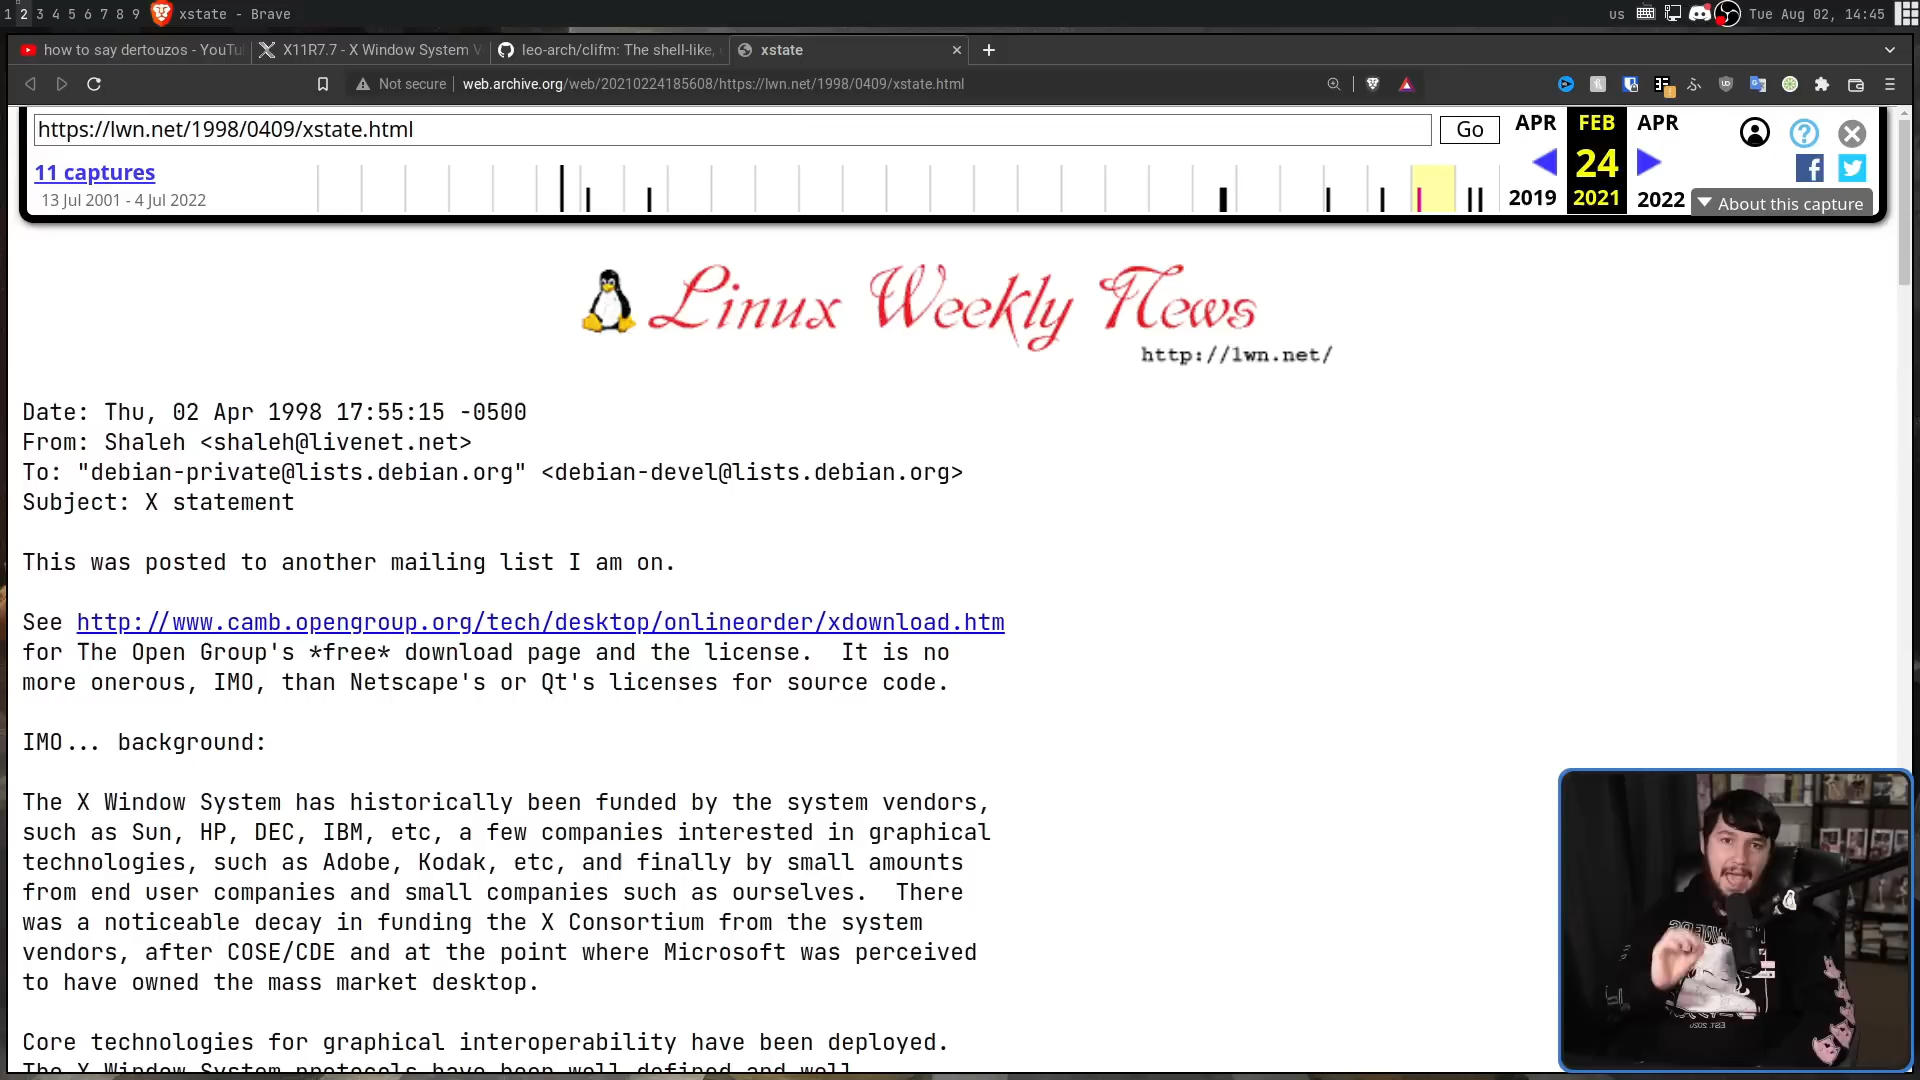 1 2 3 4 5 6 7 8 9 xstate - Brave us Tue Aug 02, 14:45
how to say dertouzos - YouTu X11R7.7 - X Window System V leo-arch/clifm: The shell-like, xstate
Not secure web.archive.org/web/20210224185608/https://lwn.net/1998/0409/xstate.html
https://lwn.net/1998/0409/xstate.html Go APR FEB APR
24
11 captures
13 Jul 2001 - 4 Jul 2022 2019 2021 2022 About this capture
Linux Weekly News
http://lwn.net/
Date: Thu, 02 Apr 1998 17:55:15 -0500
From: Shaleh <shaleh@livenet.net>
To: "debian-private@lists.debian.org" <debian-devel@lists.debian.org>
Subject: X statement
This was posted to another mailing list I am on.
See http://www.camb.opengroup.org/tech/desktop/onlineorder/xdownload.htm
for The Open Group's *free* download page and the license. It is no
more onerous, IMO, than Netscape's or Qt's licenses for source code.
IMO... background:
The X Window System has historically been funded by the system vendors,
such as Sun, HP, DEC, IBM, etc, a few companies interested in graphical
technologies, such as Adobe, Kodak, etc, and finally by small amounts
from end user companies and small companies such as ourselves. There
was a noticeable decay in funding the X Consortium from the system
vendors, after COSE/CDE and at the point where Microsoft was perceived
to have owned the mass market desktop.
Core technologies for graphical interoperability have been deployed.
The X Window System protocols have been well defined and well